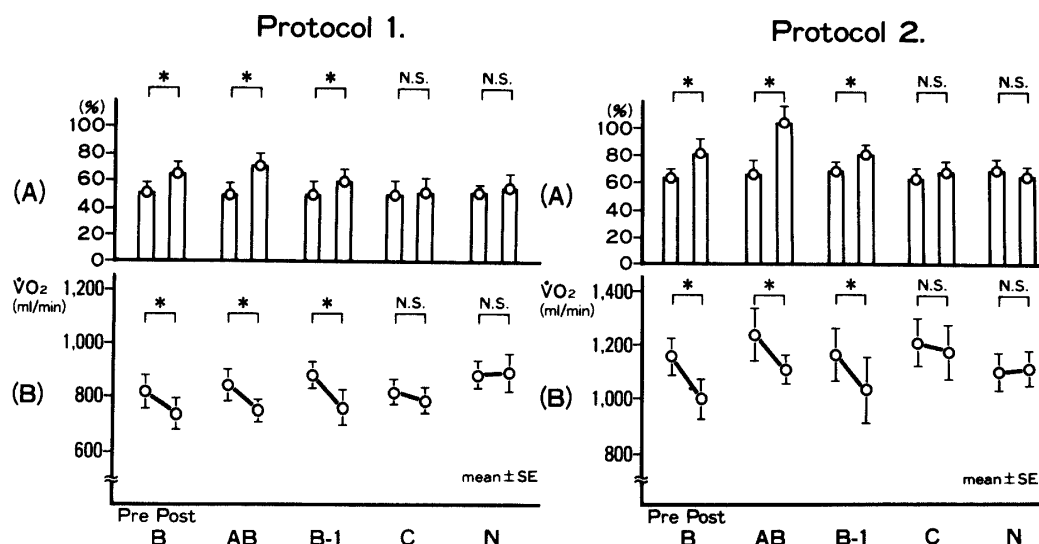 Protocol 1.
* * * N.S. N.S.
(%)
100
80
60
40
20
0
(A)
V̇O2
(ml/min)
1,200
1,000
800
600
* * * N.S. N.S.
(B)
mean ± SE
Pre Post
B AB B-1 C N
Protocol 2.
* * * N.S. N.S.
(%)
100
80
60
40
20
0
(A)
V̇O2
(ml/min)
1,400
1,200
1,000
800
* * * N.S. N.S.
(B)
mean ± SE
Pre Post
B AB B-1 C N